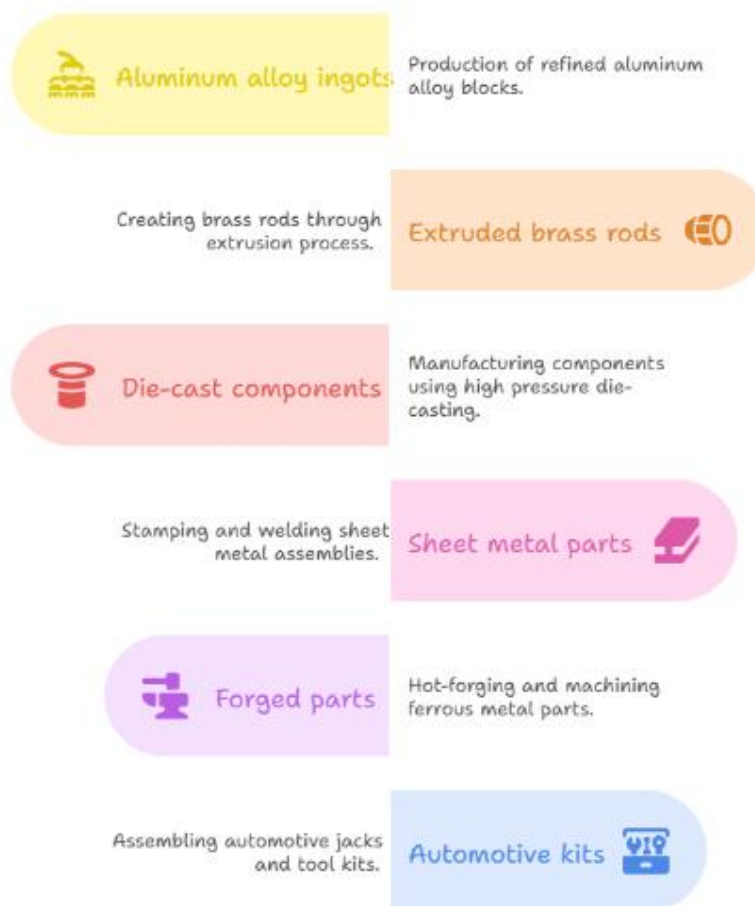 Aluminum alloy ingots
Production of refined aluminum
alloy blocks.
Creating brass rods through
extrusion process.
Extruded brass rods
Die-cast components
Manufacturing components
using high pressure die-
casting.
Stamping and welding sheet
metal assemblies.
Sheet metal parts
Forged parts
Hot-forging and machining
ferrous metal parts.
Assembling automotive jacks
and tool kits.
Automotive kits